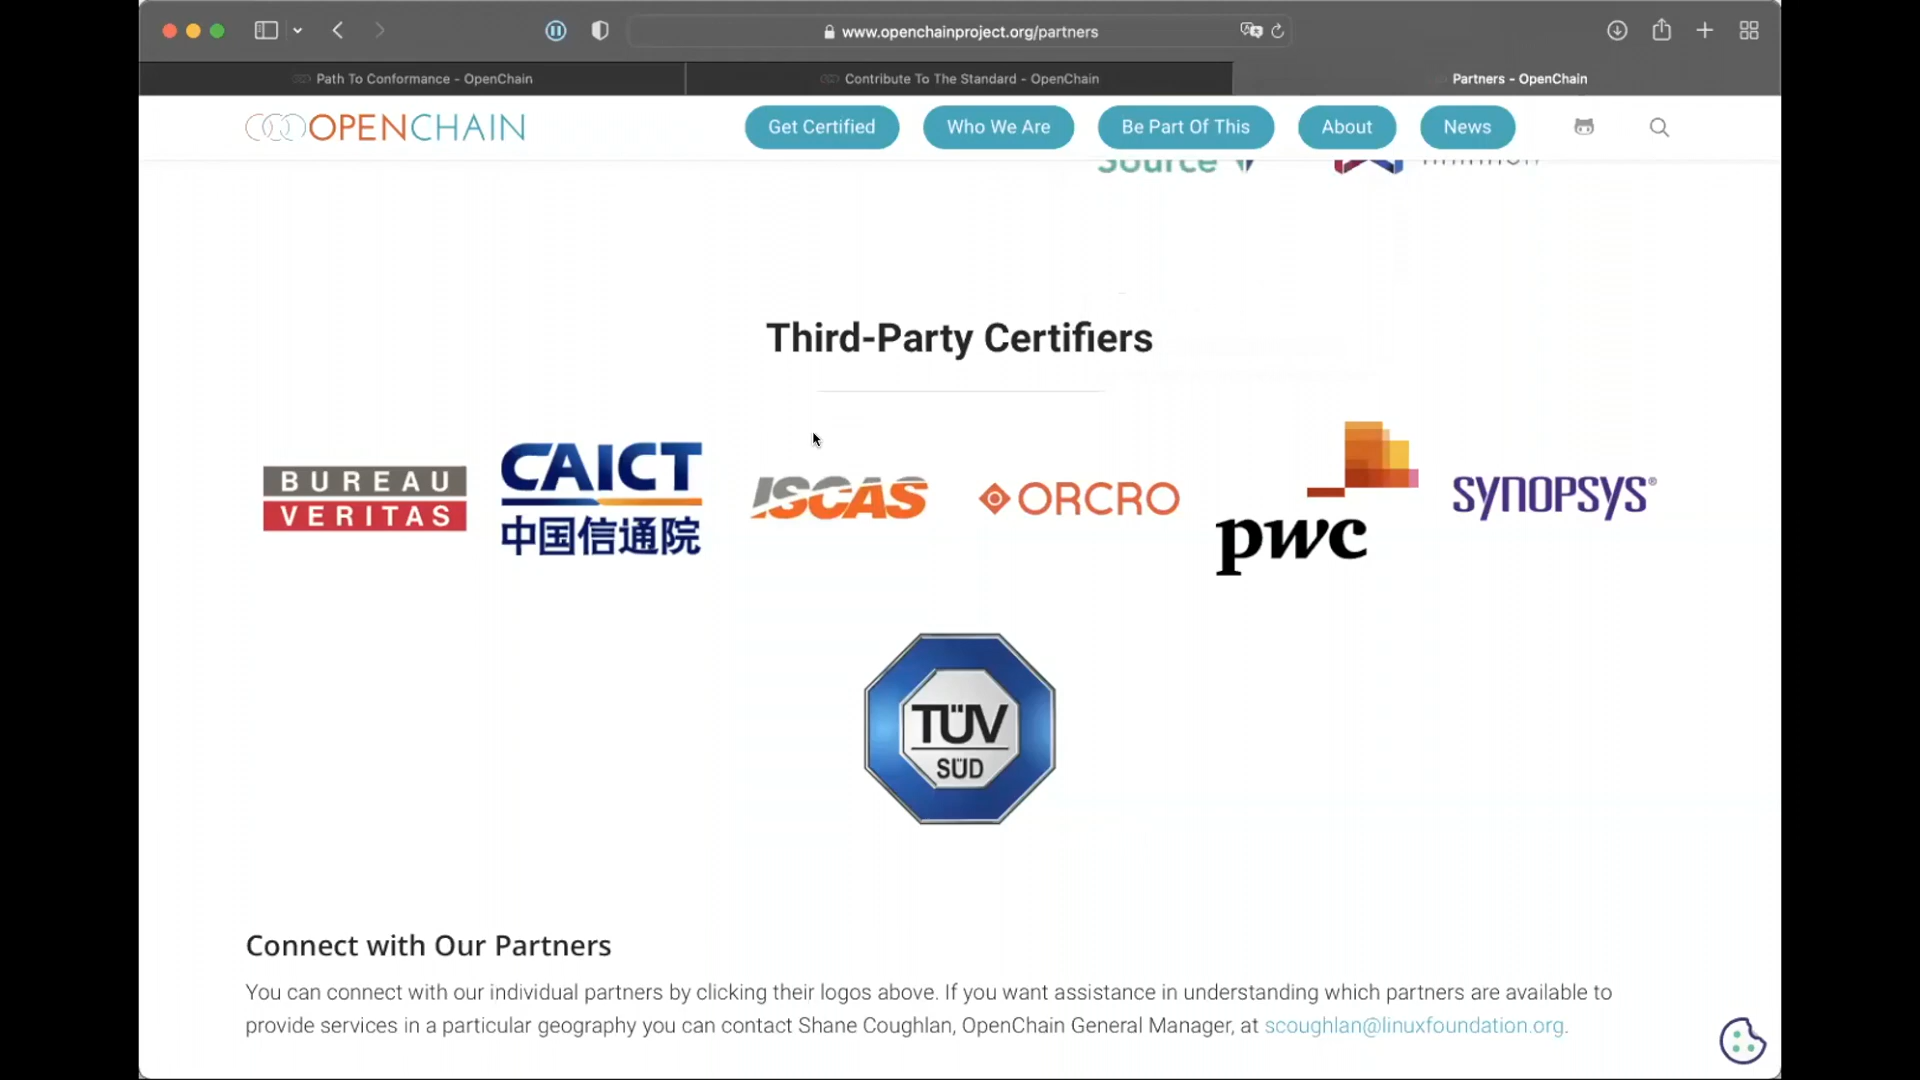 www.openchainproject.org/partners
Path To Conformance - OpenChain
Contribute To The Standard - OpenChain
Partners - OpenChain
OPENCHAIN
Get Certified
Who We Are
Be Part Of This
About
News
Source
Third-Party Certifiers
BUREAU
VERITAS
CAICT
中国信通院
ISCAS
ORCRO
pwc
SYNOPSYS®
TÜV
SÜD
Connect with Our Partners
You can connect with our individual partners by clicking their logos above. If you want assistance in understanding which partners are available to
provide services in a particular geography you can contact Shane Coughlan, OpenChain General Manager, at scoughlan@linuxfoundation.org.